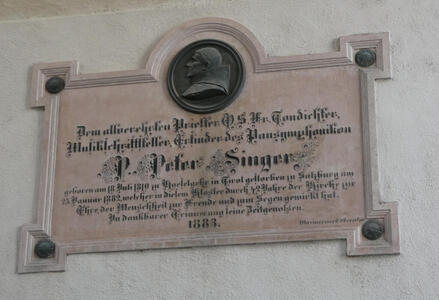 Dem allverehrten Priester O.S.Fr. Tondichter,
Musikschriftsteller, Erfinder des Pansymphonikon
P. Peter Singer
geboren am 18. Juli 1810 zu Haeselgehr in Tirol gestorben zu Salzburg am
25. Januar 1882, welcher in diesem Kloster durch 42 Jahre der Kirche zur
Ehre, der Menschheit zur Freude und zum Segen gewirkt hat.
In dankbarer Erinnerung seine Zeitgenossen.
1883.